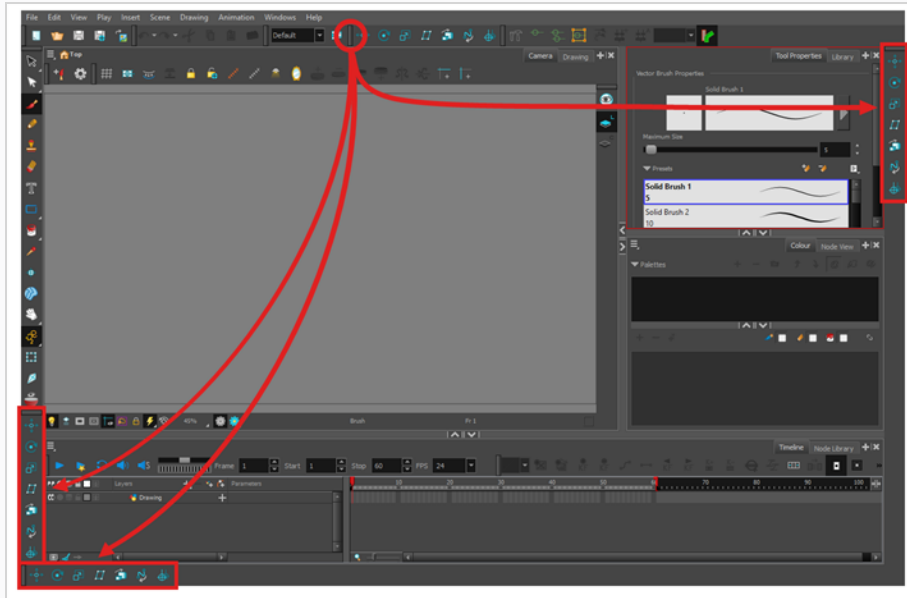 File Edit View Play Insert Scene Drawing Animation Windows Help
Default
Top
Camera Drawing
Tool Properties Library
Vector Brush Properties
Solid Brush 1
Maximum Size
5
Presets
Solid Brush 1
5
Solid Brush 2
10
Colour Node View
Palettes
45%
Brush
Fr 1
Timeline Node Library
Frame 1 Start 1 Stop 60 FPS 24
Layers
Parameters
10 20 30 40 50 60 70 80 90 100
Drawing